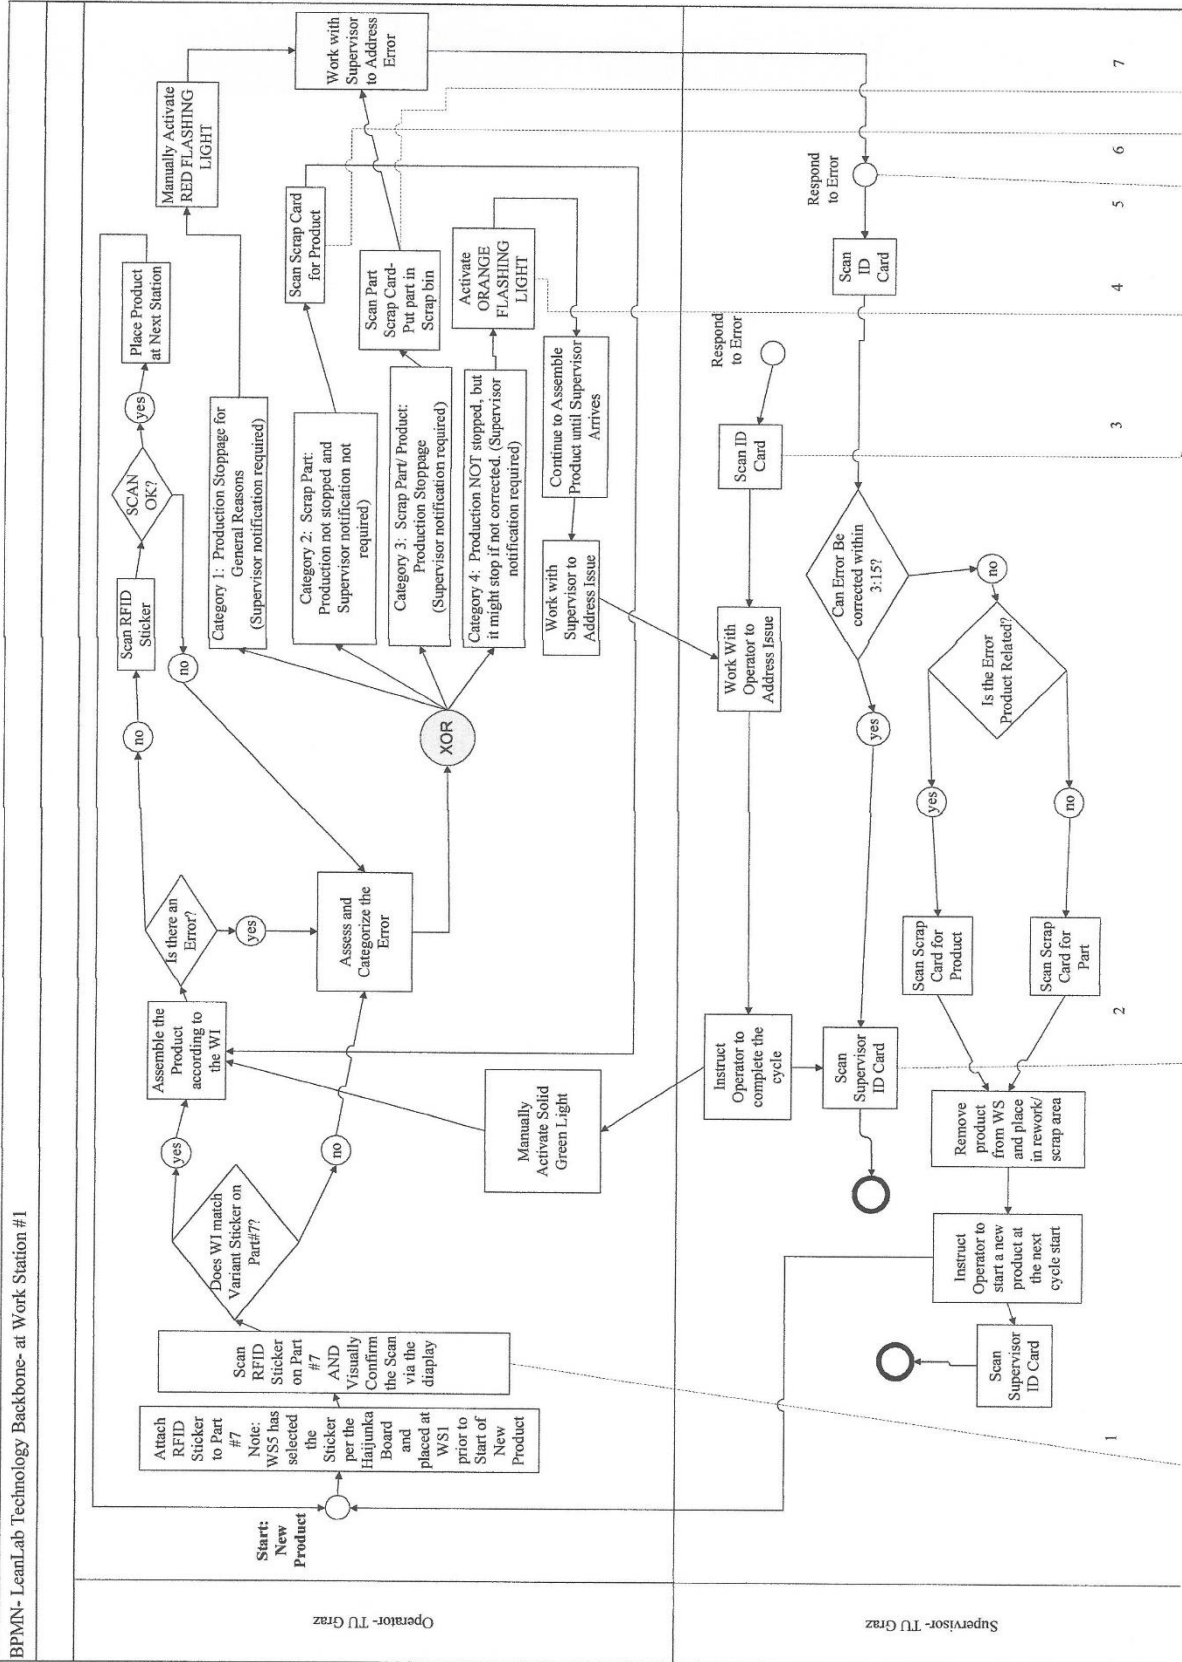 BPMN- LeanLab Technology Backbone- at Work Station #1
Operator- TU Graz
Start:
New
Product
Attach
RFID
Sticker
to Part
#7
Note:
WS5 has
selected
the
Sticker
per the
Haijunka
Board
and
placed at
WS1
prior to
Start of
New
Product
Scan
RFID
Sticker
on Part
#7
AND
Visually
Confirm
the Scan
via the
diaplay
Does WI match
Variant Sticker on
Part#7?
yes
no
Assemble the
Product
according to
the WI
Is there an
Error?
no
yes
Assess and
Categorize the
Error
Scan RFID
Sticker
SCAN
OK?
yes
no
Place Product
at Next Station
XOR
Category 1: Production Stoppage for
General Reasons
(Supervisor notification required)
Category 2: Scrap Part:
Production not stopped and
Supervisor notification not
required)
Category 3: Scrap Part/ Product:
Production Stoppage
(Supervisor notification required)
Category 4: Production NOT stopped, but
it might stop if not corrected. (Supervisor
notification required)
Manually Activate
RED FLASHING
LIGHT
Scan Scrap Card
for Product
Scan Part
Scrap Card-
Put part in
Scrap bin
Activate
ORANGE
FLASHING
LIGHT
Work with
Supervisor
to Address
Error
Continue to Assemble
Product until Supervisor
Arrives
Work with
Supervisor to
Address Issue
Manually
Activate Solid
Green Light
Supervisor- TU Graz
Respond
to Error
Scan ID
Card
Work With
Operator to
Address Issue
Instruct
Operator to
complete the
cycle
Scan
Supervisor
ID Card
Respond
to Error
Scan
ID
Card
Can Error Be
corrected within
3:15?
yes
no
Is the Error
Product Related?
yes
no
Scan Scrap
Card for
Product
Scan Scrap
Card for
Part
Remove
product
from WS
and place
in rework/
scrap area
Instruct
Operator to
start a new
product at
the next
cycle start
Scan
Supervisor
ID Card
1
2
3
4
5
6
7